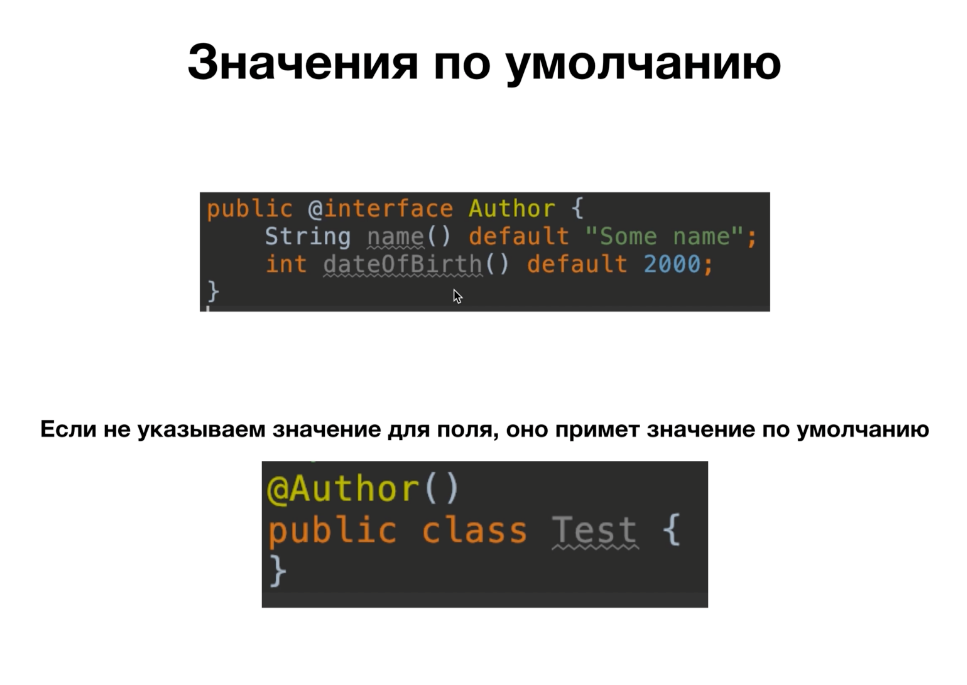 Значения по умолчанию
public @interface Author {
String name() default "Some name";
int dateOfBirth() default 2000;
}
Если не указываем значение для поля, оно примет значение по умолчанию
@Author()
public class Test {
}